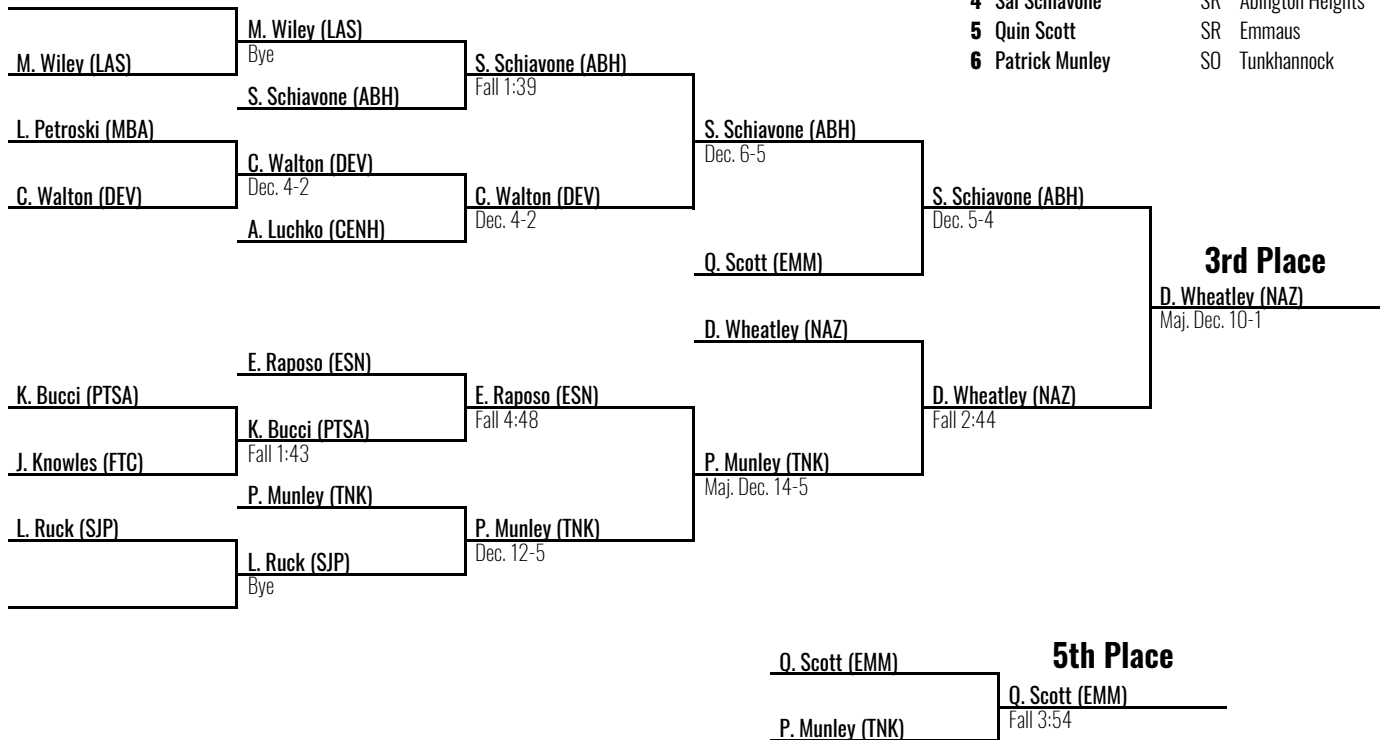 4 Sal Schiavone SR Abington Heights
5 Quin Scott SR Emmaus
6 Patrick Munley SO Tunkhannock
M. Wiley (LAS)
M. Wiley (LAS)
Bye
S. Schiavone (ABH)
S. Schiavone (ABH)
Fall 1:39
L. Petroski (MBA)
C. Walton (DEV)
C. Walton (DEV)
Dec. 4-2
A. Luchko (CENH)
C. Walton (DEV)
Dec. 4-2
S. Schiavone (ABH)
Dec. 6-5
Q. Scott (EMM)
S. Schiavone (ABH)
Dec. 5-4
3rd Place
D. Wheatley (NAZ)
Maj. Dec. 10-1
D. Wheatley (NAZ)
E. Raposo (ESN)
K. Bucci (PTSA)
J. Knowles (FTC)
K. Bucci (PTSA)
Fall 1:43
E. Raposo (ESN)
Fall 4:48
D. Wheatley (NAZ)
Fall 2:44
P. Munley (TNK)
Maj. Dec. 14-5
P. Munley (TNK)
L. Ruck (SJP)
L. Ruck (SJP)
Bye
P. Munley (TNK)
Dec. 12-5
5th Place
Q. Scott (EMM)
Q. Scott (EMM)
Fall 3:54
P. Munley (TNK)